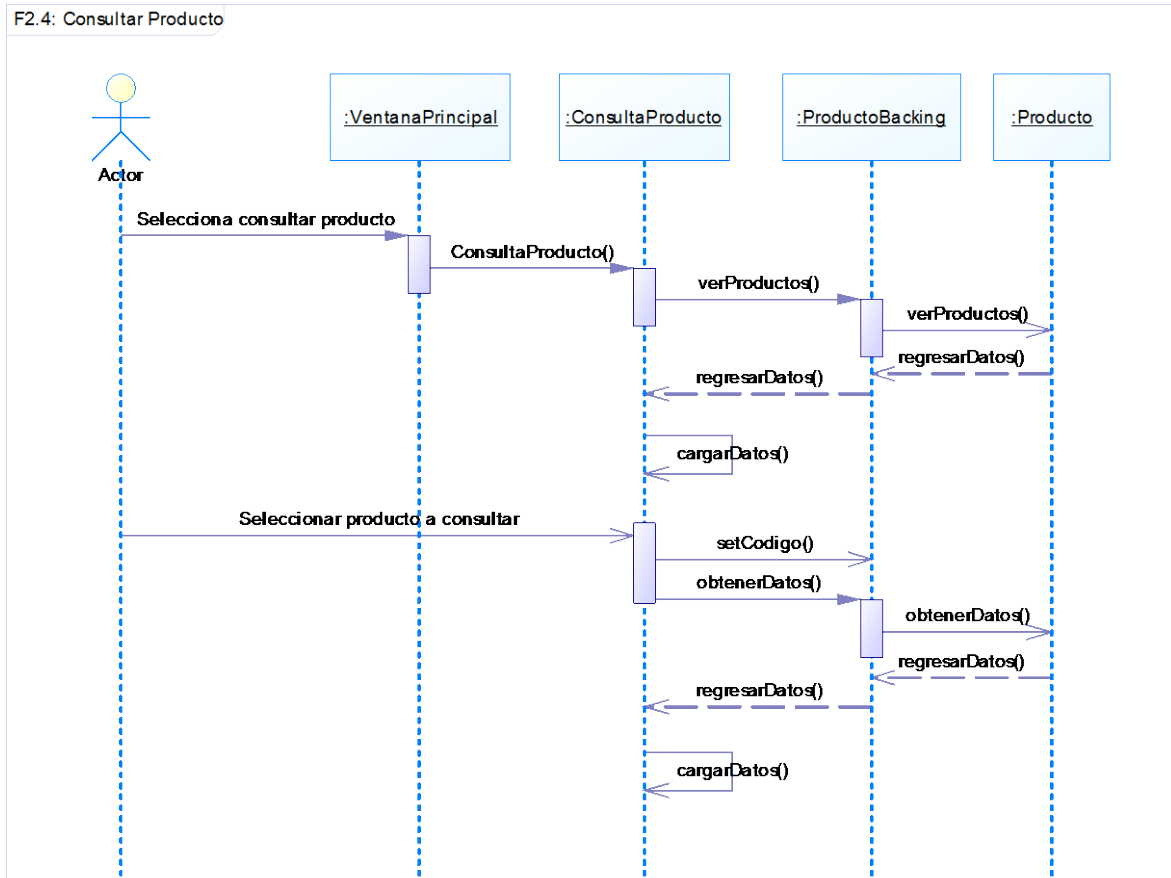 F2.4: Consultar Producto
Actor
:VentanaPrincipal
:ConsultaProducto
:ProductoBacking
:Producto
Selecciona consultar producto
ConsultaProducto()
verProductos()
verProductos()
regresarDatos()
regresarDatos()
cargarDatos()
Seleccionar producto a consultar
setCodigo()
obtenerDatos()
obtenerDatos()
regresarDatos()
regresarDatos()
cargarDatos()